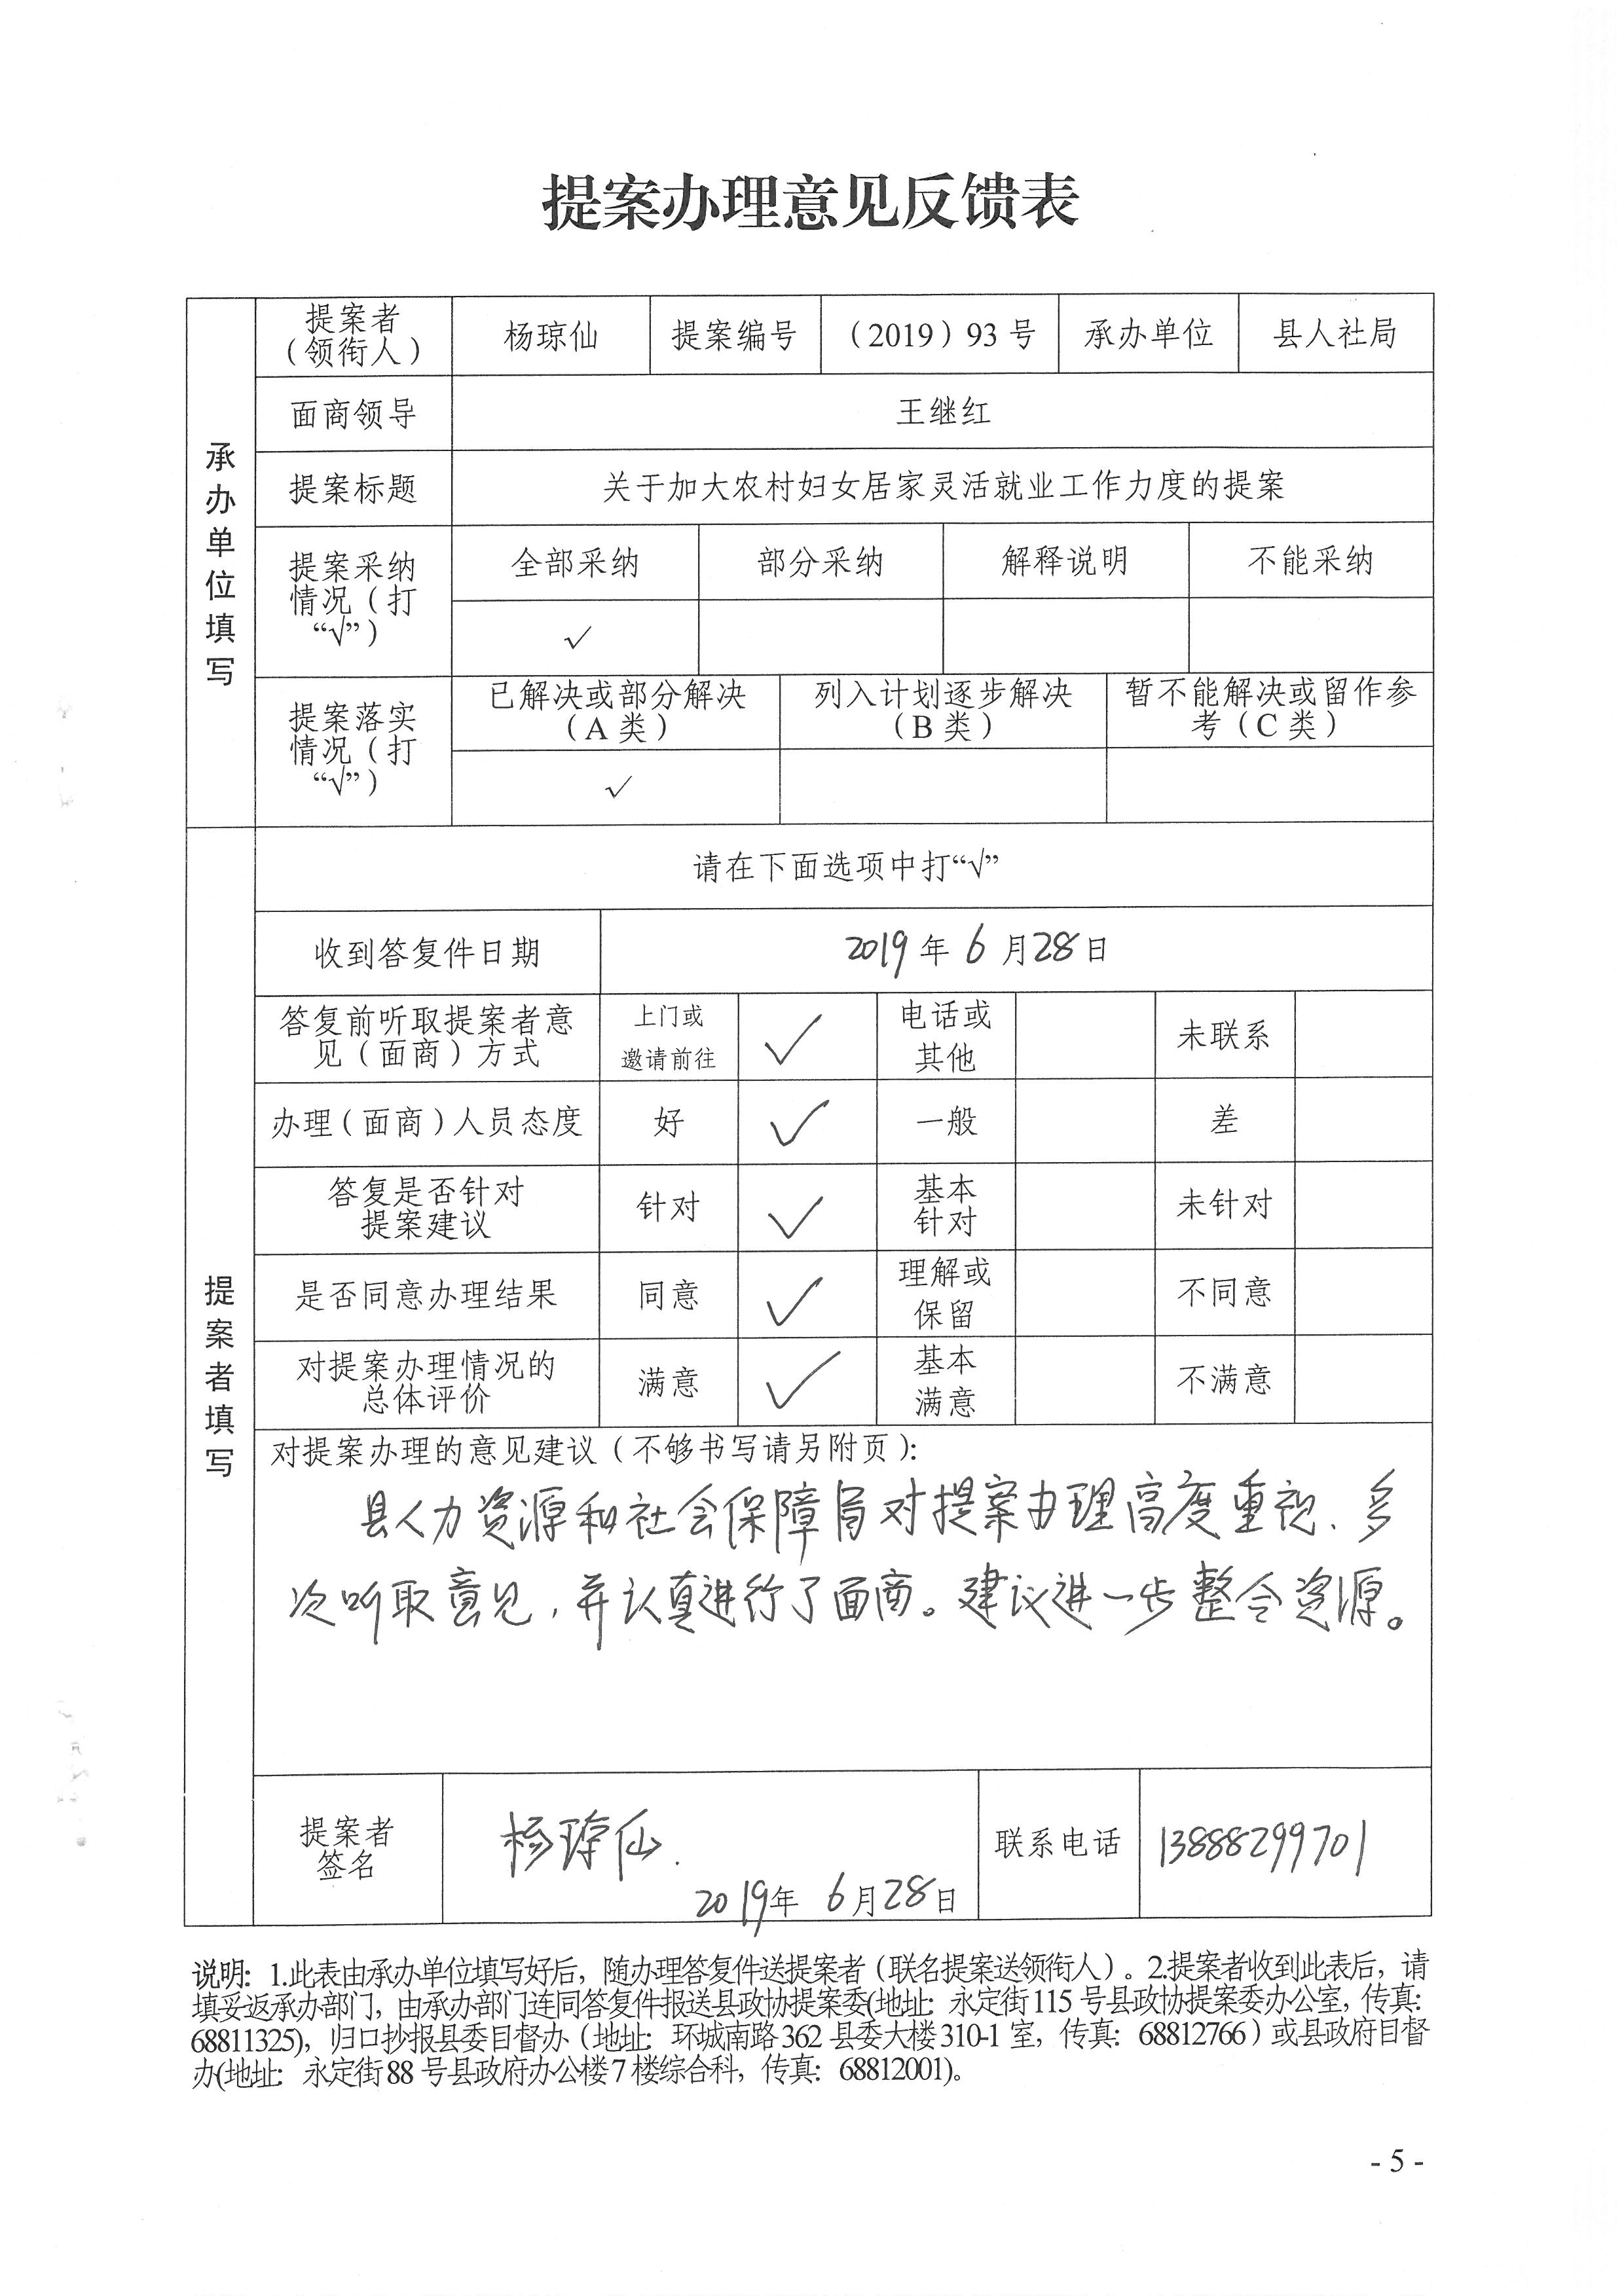 提案办理意见反馈表
承办单位填写
提案者
（领衔人）
杨琼仙
提案编号
（2019）93 号
承办单位
县人社局
面商领导
王继红
提案标题
关于加大农村妇女居家灵活就业工作力度的提案
提案采纳
情况（打
“√”）
全部采纳
部分采纳
解释说明
不能采纳
√
提案落实
情况（打
“√”）
已解决或部分解决
（A 类）
列入计划逐步解决
（B 类）
暂不能解决或留作参
考（C 类）
√
提案者填写
请在下面选项中打“√”
收到答复件日期
2019 年 6 月 28 日
答复前听取提案者意
见（面商）方式
上门或
邀请前往
√
电话或
其他
未联系
办理（面商）人员态度
好
√
一般
差
答复是否针对
提案建议
针对
√
基本
针对
未针对
是否同意办理结果
同意
√
理解或
保留
不同意
对提案办理情况的
总体评价
满意
√
基本
满意
不满意
对提案办理的意见建议（不够书写请另附页）：
县人力资源和社会保障局对提案办理高度重视、多
次听取意见，并认真进行了面商。建议进一步整合资源。
提案者
签名
杨琼仙.
2019年 6月28日
联系电话
13888299701
说明：1.此表由承办单位填写好后，随办理答复件送提案者（联名提案送领衔人）。2.提案者收到此表后，请
填妥返承办部门，由承办部门连同答复件报送县政协提案委(地址：永定街 115 号县政协提案委办公室，传真：
68811325)，归口抄报县委目督办（地址：环城南路 362 县委大楼 310-1 室，传真：68812766）或县政府目督
办(地址：永定街 88 号县政府办公楼 7 楼综合科，传真：68812001)。
- 5 -